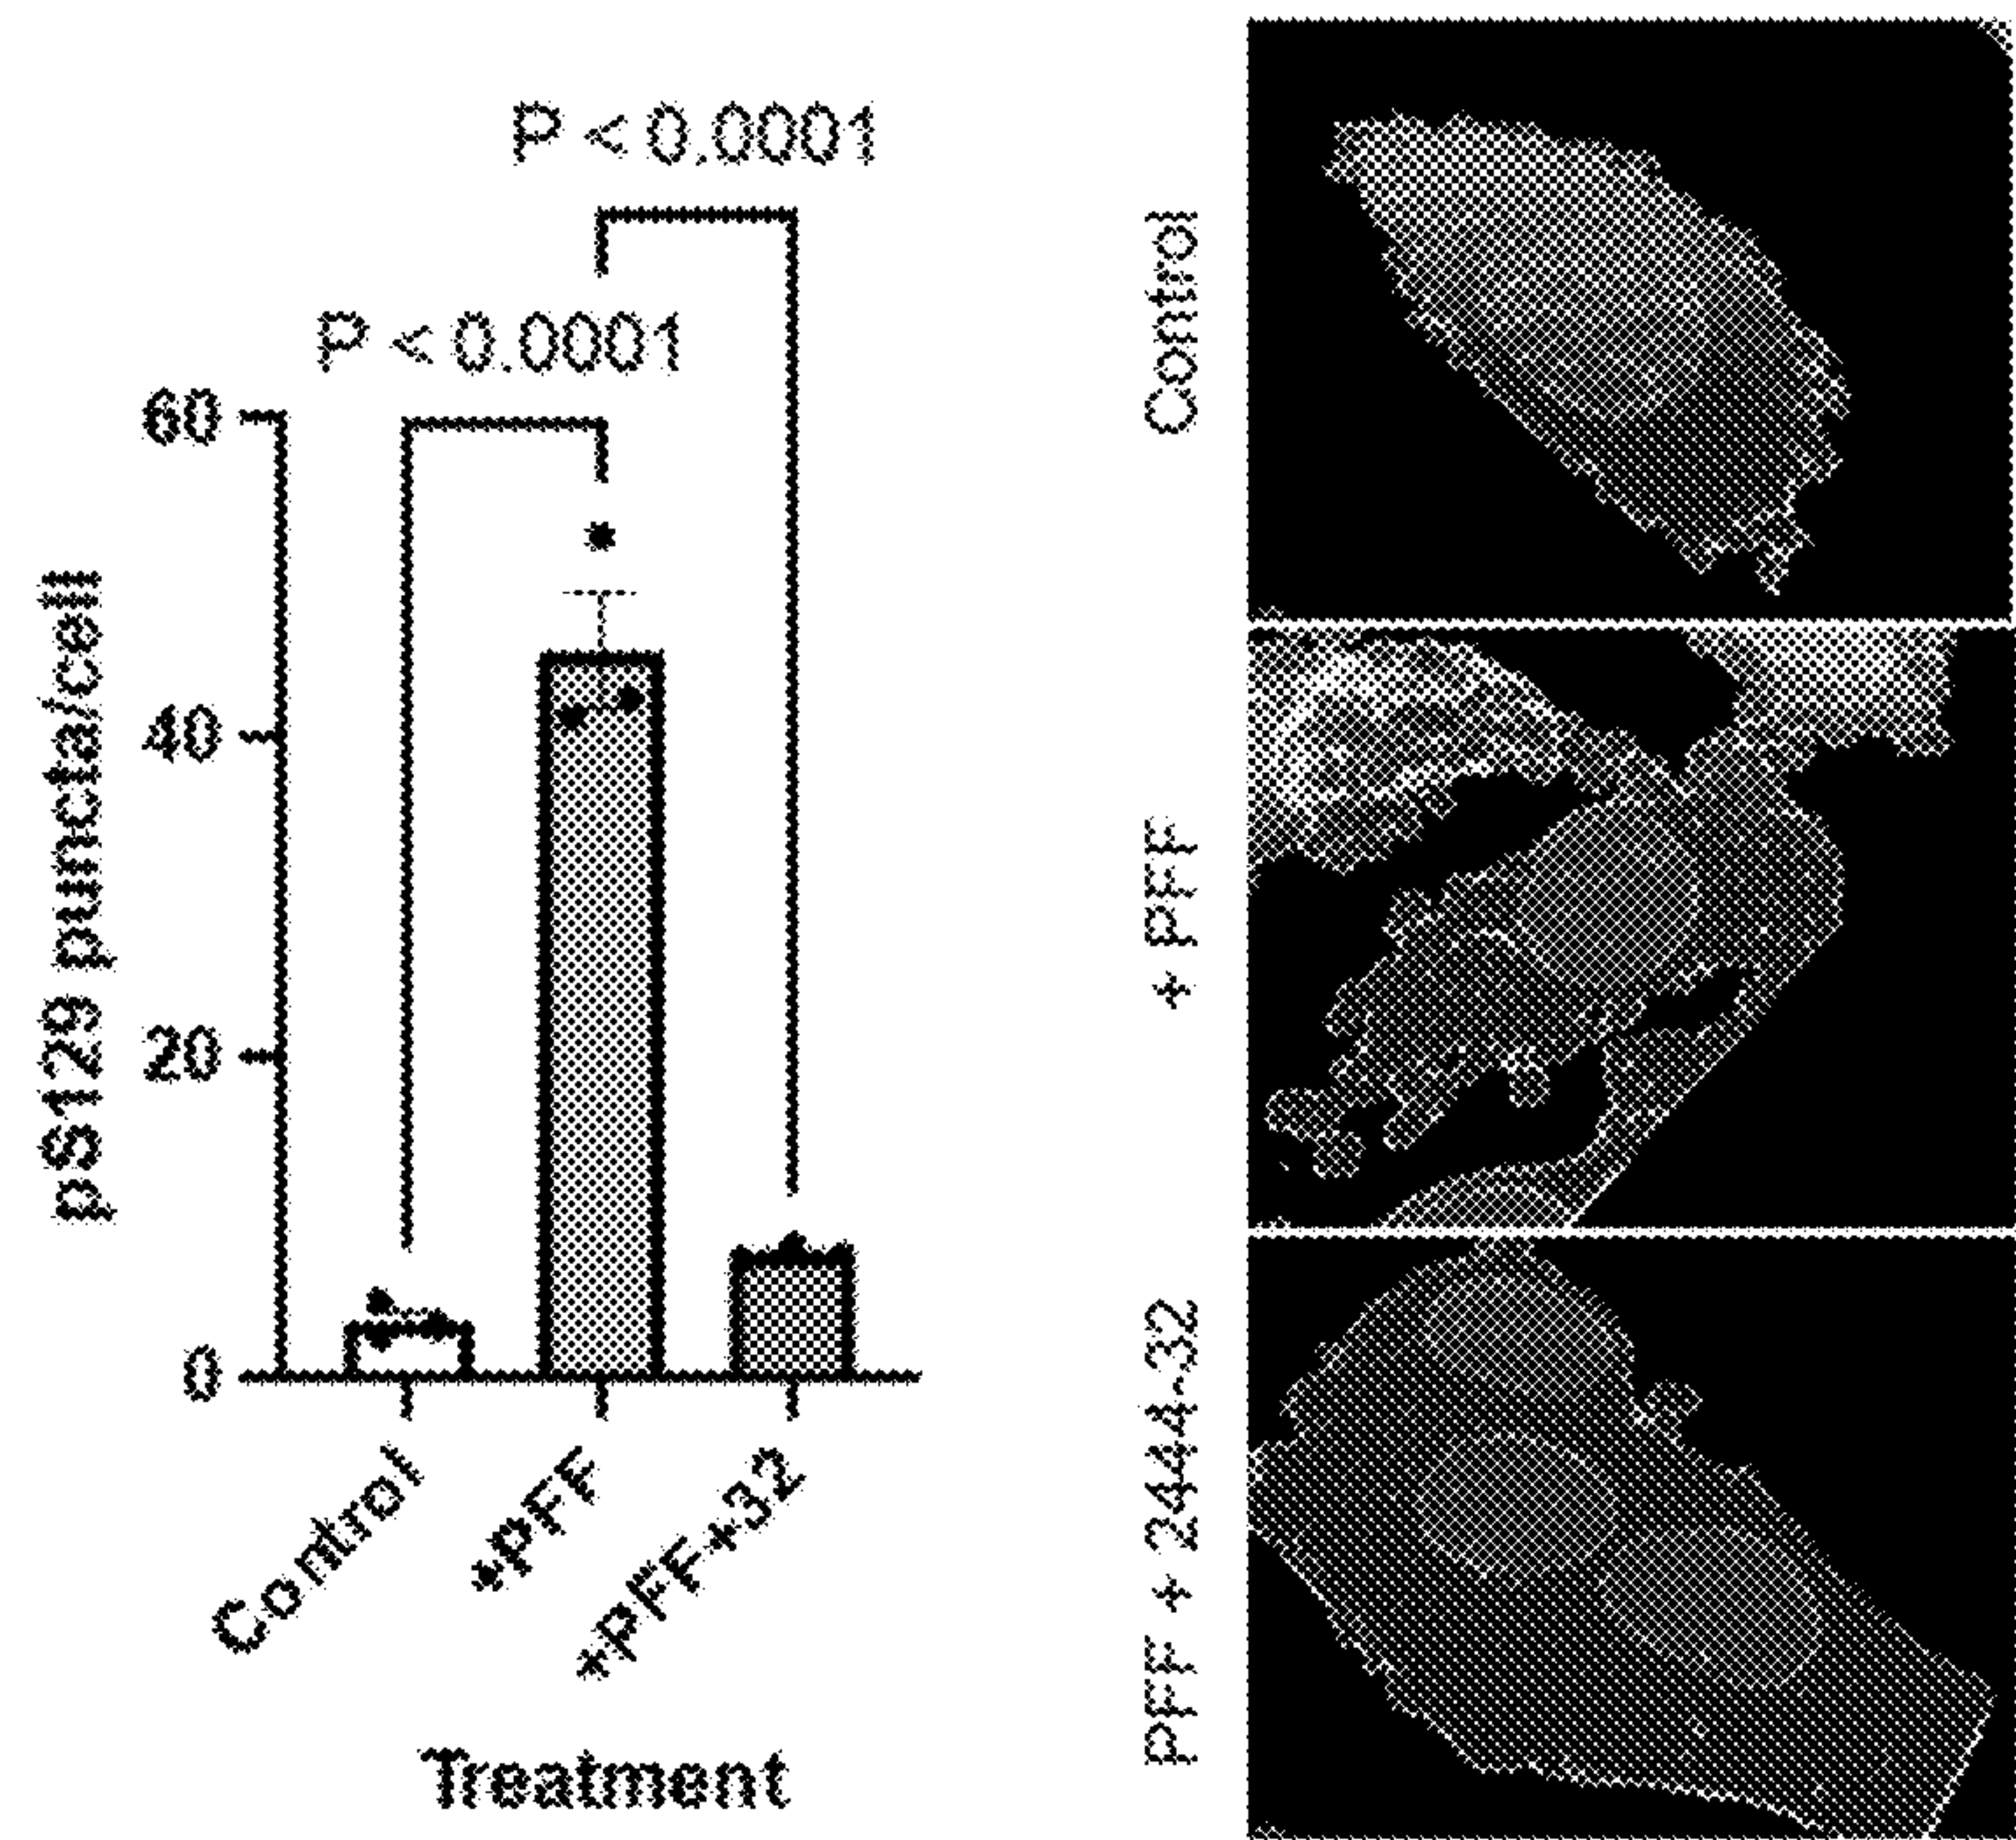 P < 0.0001
P < 0.0001
60
40
20
0
pS129 puncta/cell
Control
+PFF
+PFF+32
Treatment
Control
+ PFF
PFF + 2444-32